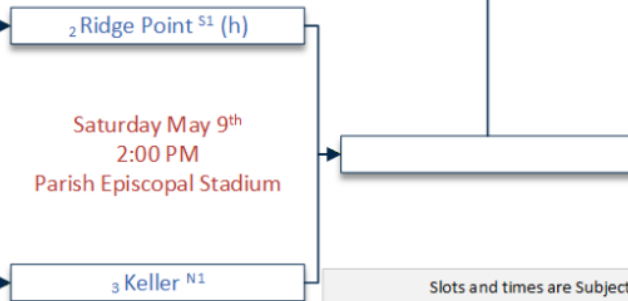 2 Ridge Point S1 (h)
Saturday May 9th
2:00 PM
Parish Episcopal Stadium
3 Keller N1
Slots and times are Subject